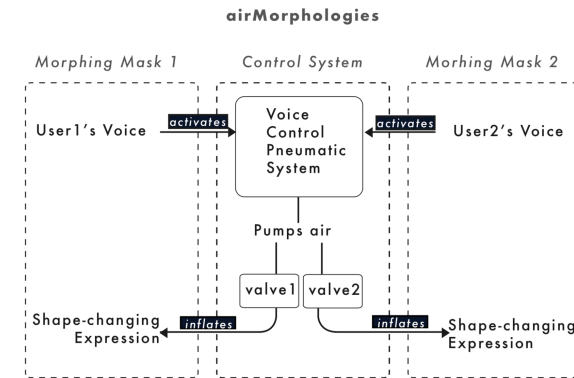 airMorphologies
Morphing Mask 1
Control System
Morhing Mask 2
User1's Voice
activates
Voice
Control
Pneumatic
System
activates
User2's Voice
Pumps air
valve1
valve2
Shape-changing
Expression
inflates
inflates
Shape-changing
Expression